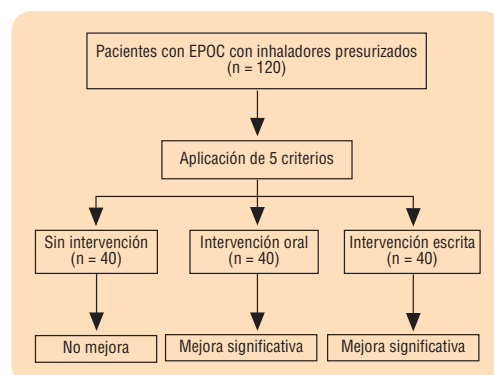 Pacientes con EPOC con inhaladores presurizados
(n = 120)
Aplicación de 5 criterios
Sin intervención
(n = 40)
Intervención oral
(n = 40)
Intervención escrita
(n = 40)
No mejora
Mejora significativa
Mejora significativa